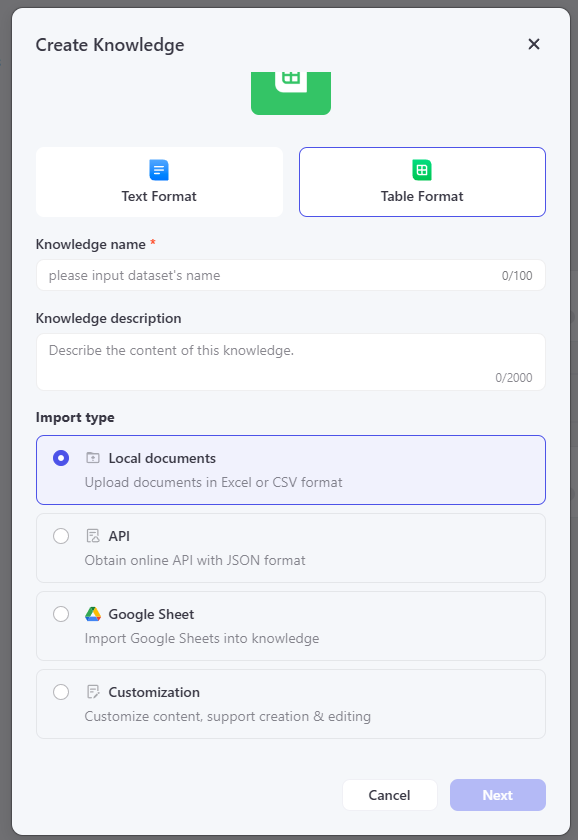 Create Knowledge
Text Format
Table Format
Knowledge name *
please input dataset's name
0/100
Knowledge description
Describe the content of this knowledge.
0/2000
Import type
Local documents
Upload documents in Excel or CSV format
API
Obtain online API with JSON format
Google Sheet
Import Google Sheets into knowledge
Customization
Customize content, support creation & editing
Cancel
Next